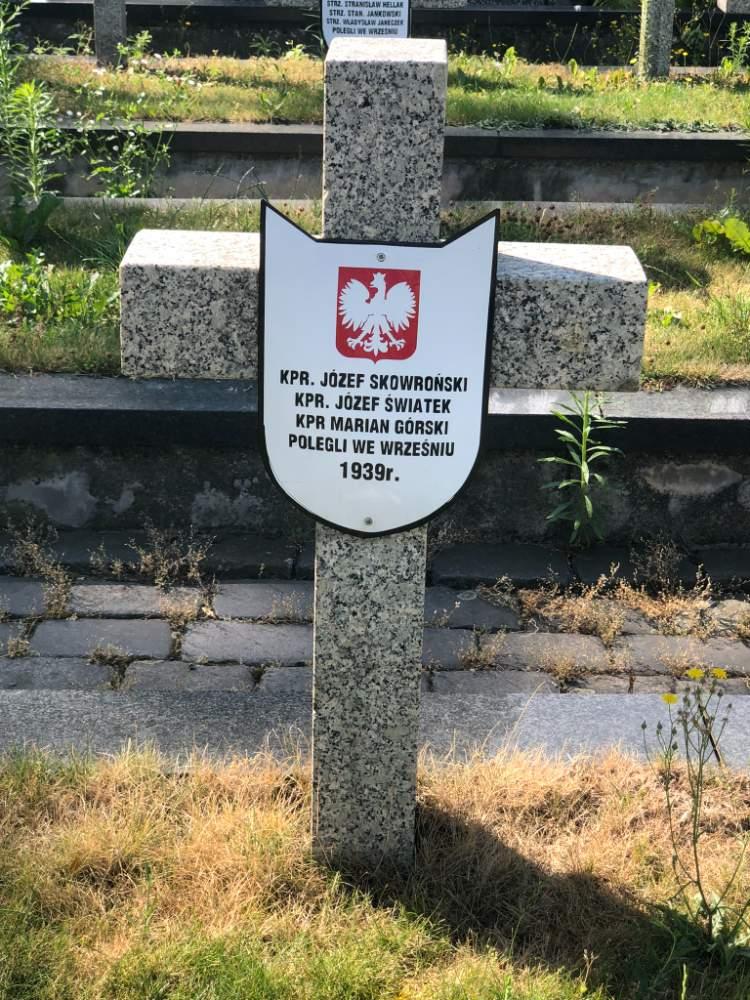 STRZ. STRANISŁAW HELLAK
STRZ. STAN. JANKOWSKI
STRZ. WŁADYSŁAW JANECZEK
POLEGLI WE WRZEŚNIU
KPR. JÓZEF SKOWROŃSKI
KPR. JÓZEF ŚWIATEK
KPR MARIAN GÓRSKI
POLEGLI WE WRZEŚNIU
1939r.